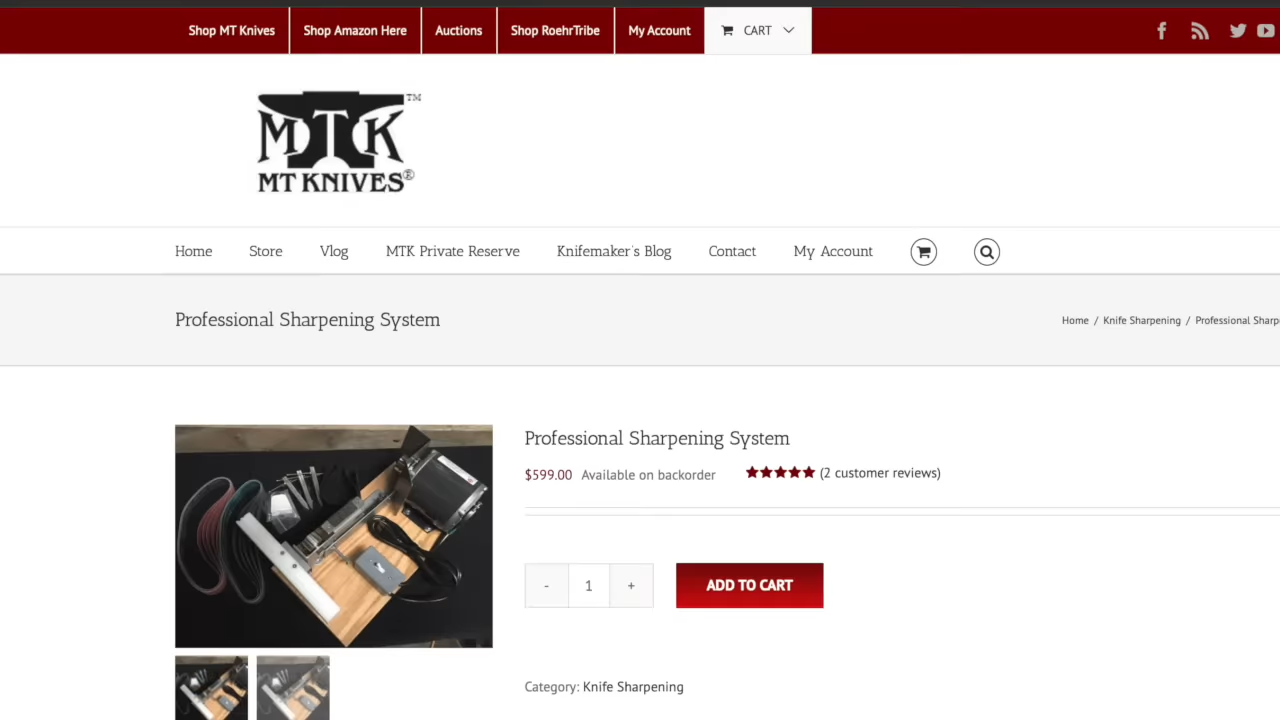 Shop MT Knives
Shop Amazon Here
Auctions
Shop RoehrTribe
My Account
CART
MTK™
MT KNIVES®
Home
Store
Vlog
MTK Private Reserve
Knifemaker's Blog
Contact
My Account
Professional Sharpening System
Home / Knife Sharpening / Professional Sharp
Professional Sharpening System
$599.00 Available on backorder
(2 customer reviews)
- 1 +
ADD TO CART
Category: Knife Sharpening